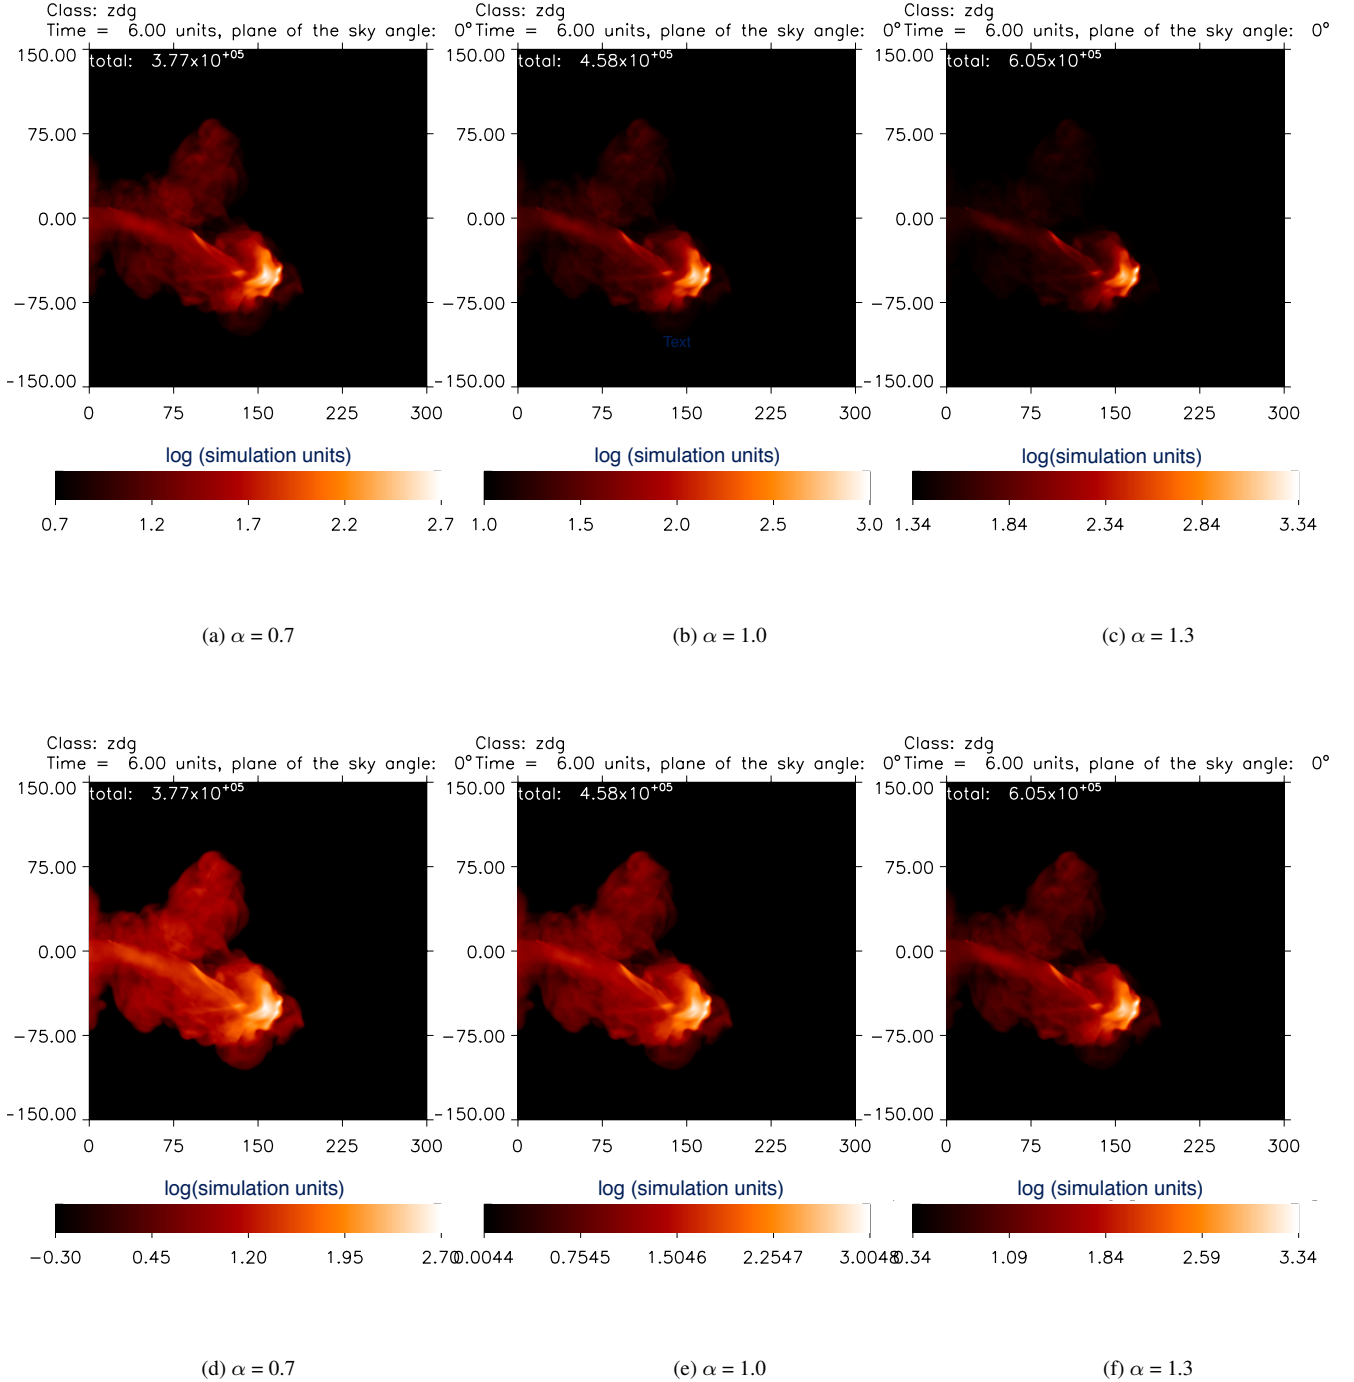 Class: zdg
Time = 6.00 units, plane of the sky angle: 0°
total: 3.77x10+05
150.00
75.00
0.00
-75.00
-150.00
0 75 150 225 300
log (simulation units)
0.7 1.2 1.7 2.2 2.7
(a) α = 0.7
Class: zdg
Time = 6.00 units, plane of the sky angle: 0°
total: 4.58x10+05
150.00
75.00
0.00
-75.00
-150.00
Text
0 75 150 225 300
log (simulation units)
1.0 1.5 2.0 2.5 3.0
(b) α = 1.0
Class: zdg
Time = 6.00 units, plane of the sky angle: 0°
total: 6.05x10+05
150.00
75.00
0.00
-75.00
-150.00
0 75 150 225 300
log(simulation units)
1.34 1.84 2.34 2.84 3.34
(c) α = 1.3
Class: zdg
Time = 6.00 units, plane of the sky angle: 0°
total: 3.77x10+05
150.00
75.00
0.00
-75.00
-150.00
0 75 150 225 300
log(simulation units)
-0.30 0.45 1.20 1.95 2.70
(d) α = 0.7
Class: zdg
Time = 6.00 units, plane of the sky angle: 0°
total: 4.58x10+05
150.00
75.00
0.00
-75.00
-150.00
0 75 150 225 300
log (simulation units)
0.0044 0.7545 1.5046 2.2547 3.0048
(e) α = 1.0
Class: zdg
Time = 6.00 units, plane of the sky angle: 0°
total: 6.05x10+05
150.00
75.00
0.00
-75.00
-150.00
0 75 150 225 300
log (simulation units)
0.34 1.09 1.84 2.59 3.34
(f) α = 1.3